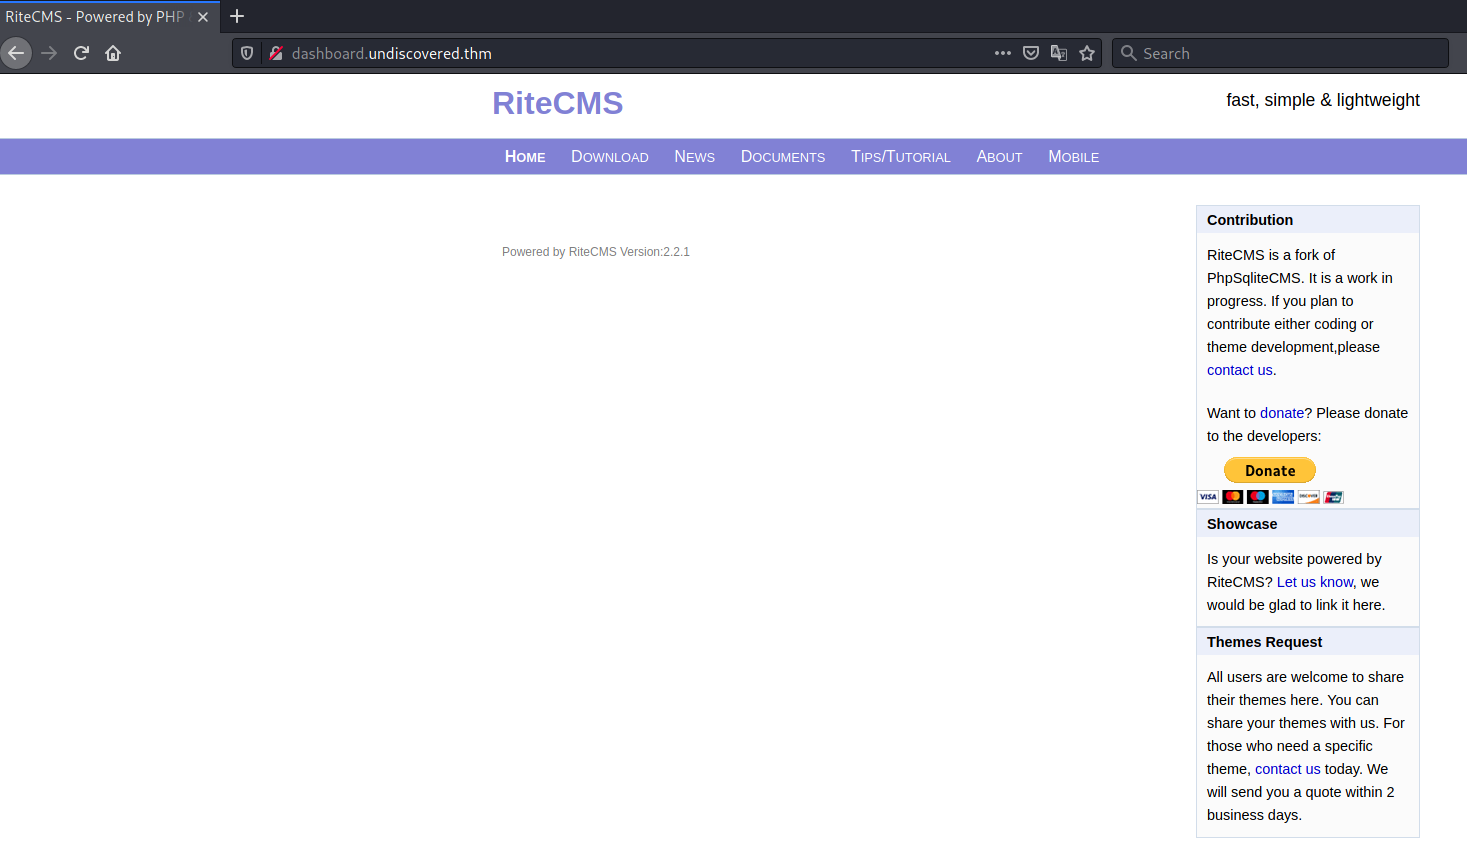 RiteCMS - Powered by PHP
dashboard.undiscovered.thm
Search
RiteCMS
fast, simple & lightweight
Home Download News Documents Tips/Tutorial About Mobile
Powered by RiteCMS Version:2.2.1
Contribution
RiteCMS is a fork of
PhpSqliteCMS. It is a work in
progress. If you plan to
contribute either coding or
theme development,please
contact us.
Want to donate? Please donate
to the developers:
Donate
VISA
Showcase
Is your website powered by
RiteCMS? Let us know, we
would be glad to link it here.
Themes Request
All users are welcome to share
their themes here. You can
share your themes with us. For
those who need a specific
theme, contact us today. We
will send you a quote within 2
business days.